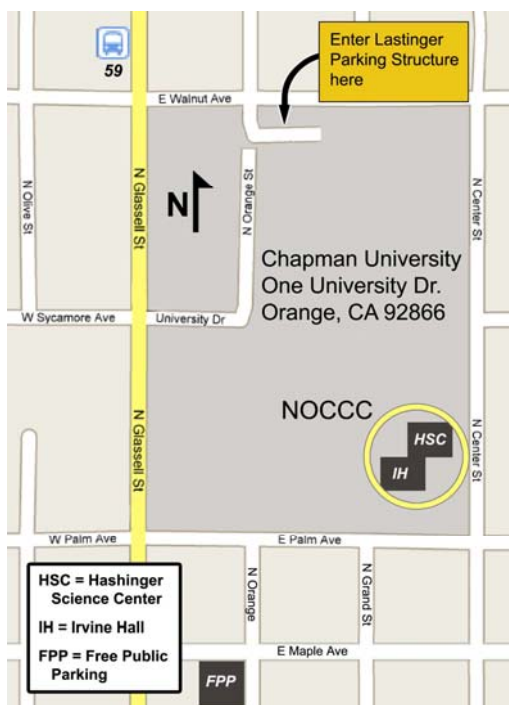 59
Enter Lastinger
Parking Structure
here
E Walnut Ave
N Olive St
N Glassell St
N
N Orange St
N Center St
Chapman University
One University Dr.
Orange, CA 92866
W Sycamore Ave
University Dr
NOCCC
HSC
IH
N Glassell St
N Center St
W Palm Ave
E Palm Ave
HSC = Hashinger
Science Center
IH = Irvine Hall
FPP = Free Public
Parking
N Orange
N Grand St
E Maple Ave
FPP